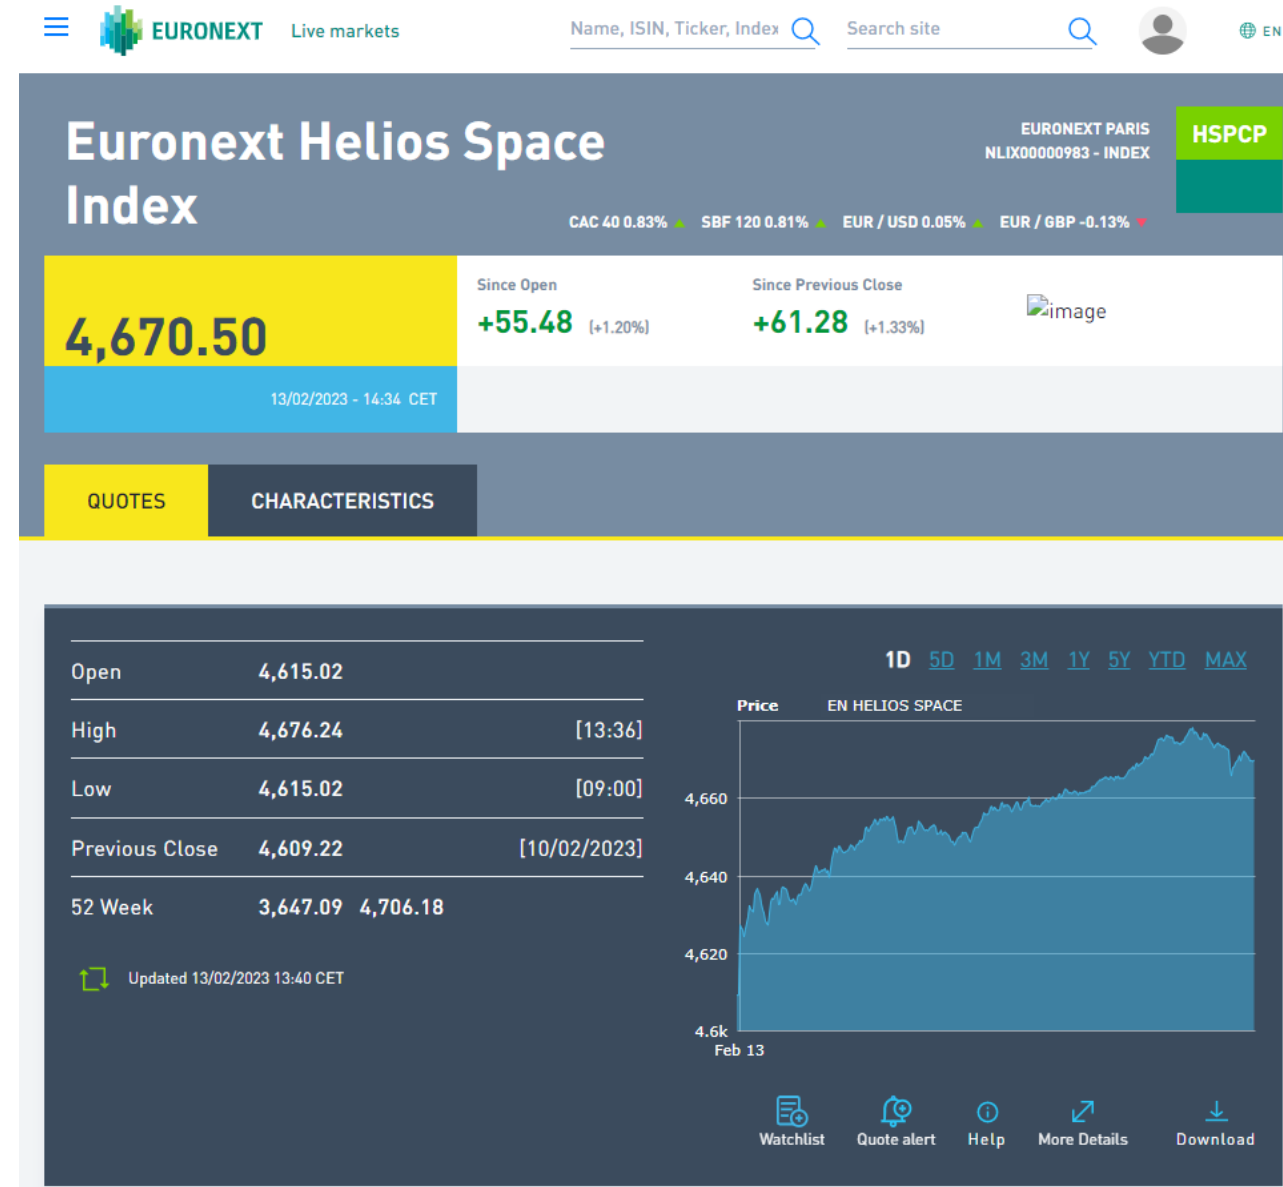 EURONEXT Live markets Name, ISIN, Ticker, Index Search site EN
Euronext Helios Space
Index
EURONEXT PARIS
NLIX00000983 - INDEX
HSPCP
CAC 40 0.83% SBF 120 0.81% EUR / USD 0.05% EUR / GBP -0.13%
4,670.50
13/02/2023 - 14:34 CET
Since Open
+55.48 (+1.20%)
Since Previous Close
+61.28 (+1.33%)
image
QUOTES CHARACTERISTICS
Open 4,615.02
High 4,676.24 [13:36]
Low 4,615.02 [09:00]
Previous Close 4,609.22 [10/02/2023]
52 Week 3,647.09 4,706.18
Updated 13/02/2023 13:40 CET
1D 5D 1M 3M 1Y 5Y YTD MAX
Price EN HELIOS SPACE
4,660
4,640
4,620
4.6k
Feb 13
Watchlist Quote alert Help More Details Download